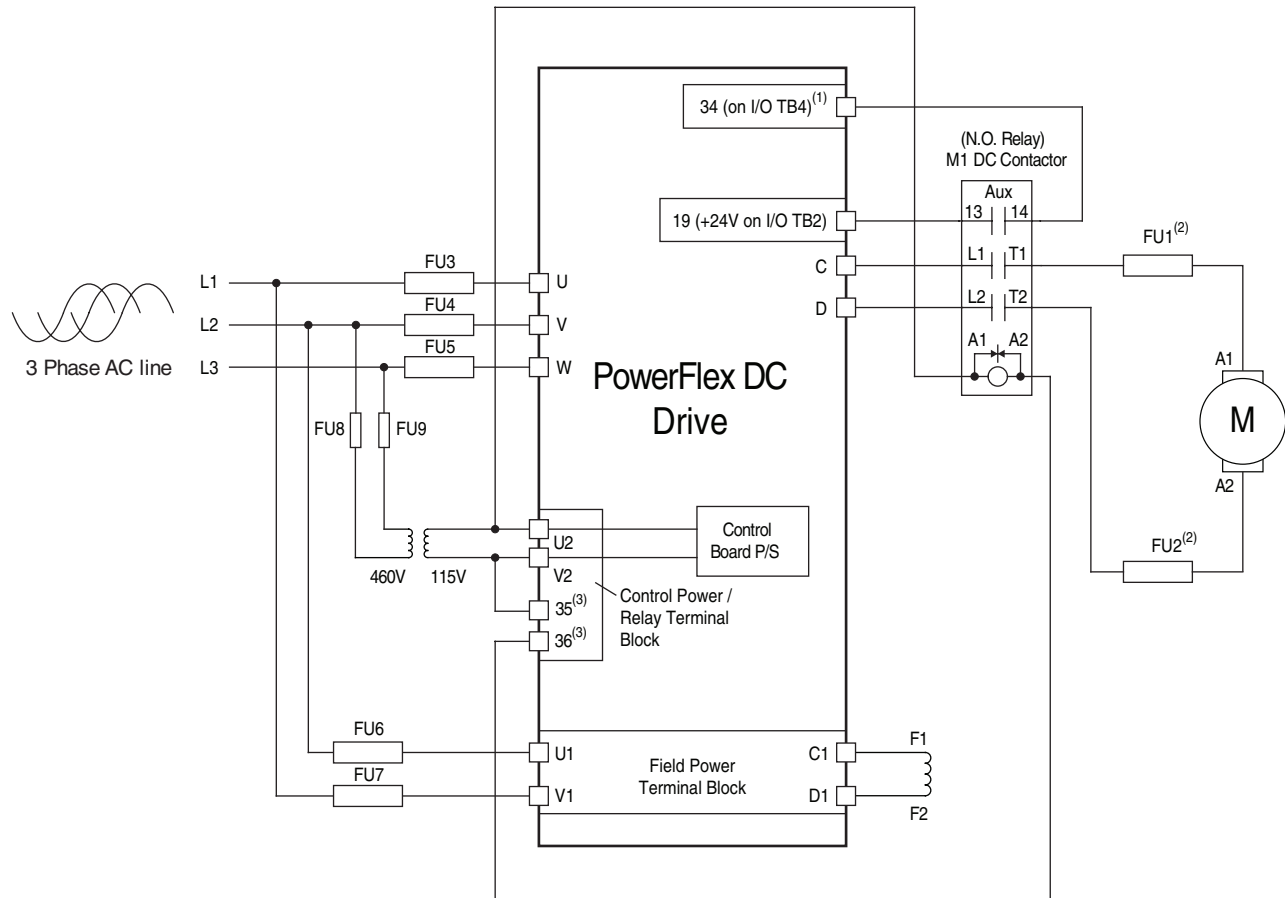 34 (on I/O TB4)(1)
(N.O. Relay)
M1 DC Contactor
Aux
13 14
19 (+24V on I/O TB2)
FU1(2)
C
L1 T1
D
L2 T2
A1 A2
L1
FU3
U
L2
FU4
V
L3
FU5
W
3 Phase AC line
PowerFlex DC
Drive
A1
M
A2
FU8 FU9
FU2(2)
U2
V2
Control
Board P/S
460V 115V
35(3)
36(3)
Control Power /
Relay Terminal
Block
FU6
U1
FU7
V1
Field Power
Terminal Block
C1
D1
F1
F2